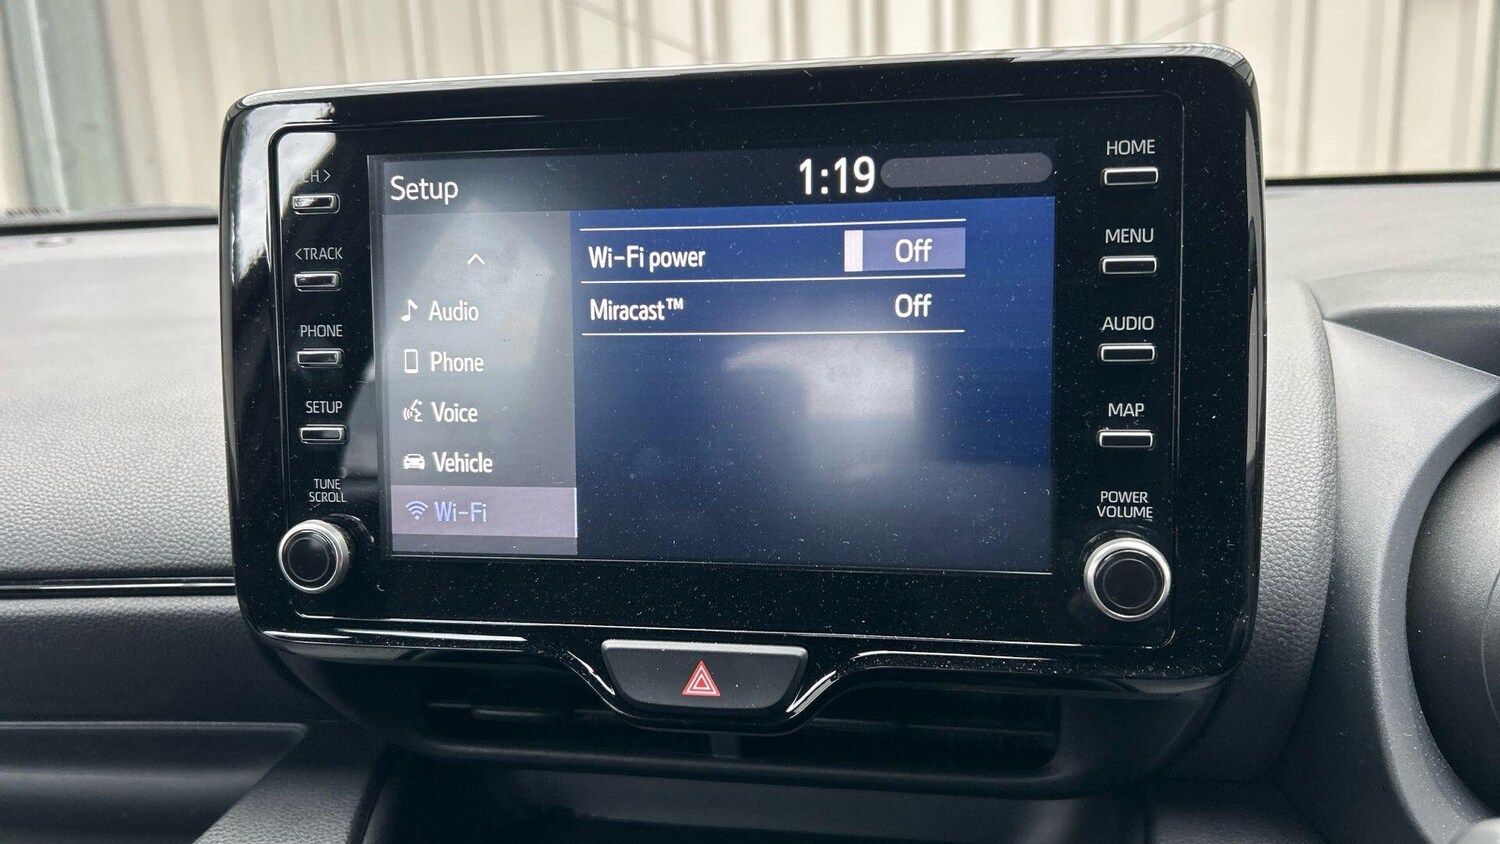 CH >
< TRACK
PHONE
SETUP
TUNE
SCROLL
Setup
1:19
Audio
Phone
Voice
Vehicle
Wi-Fi
Wi-Fi power Off
Miracast™ Off
HOME
MENU
AUDIO
MAP
POWER
VOLUME